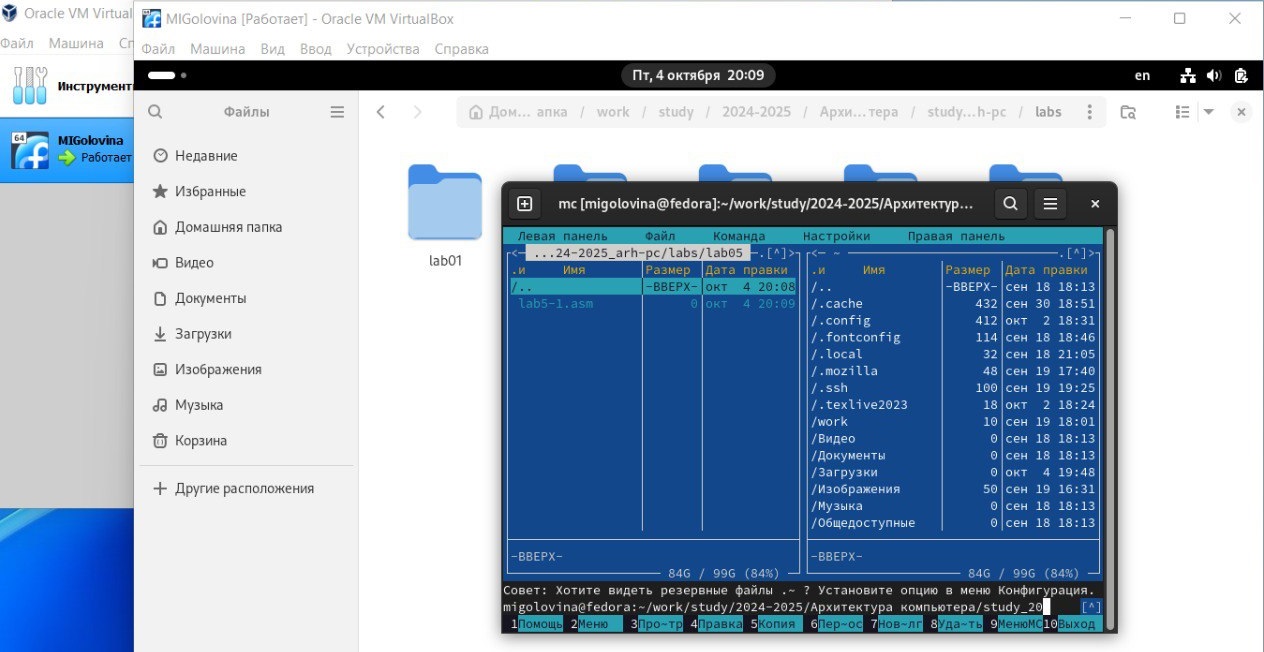 Oracle VM VirtualBox
Файл Машина Сп
Инструменты
64
MIGolovina
Работает
MIGolovina [Работает] - Oracle VM VirtualBox
Файл Машина Вид Ввод Устройства Справка
Пт, 4 октября 20:09
en
Файлы
Дом... апка / work / study / 2024-2025 / Архи...тера / study...h-pc / labs
Недавние
Избранные
Домашняя папка
Видео
Документы
Загрузки
Изображения
Музыка
Корзина
+ Другие расположения
lab01
mc [migolovina@fedora]:~/work/study/2024-2025/Архитектур...
Левая панель Файл Команда Настройки Правая панель
<- ...24-2025_arh-pc/labs/lab05 -.[^]>
.и Имя Размер Дата правки
/.. -ВВЕРХ- окт 4 20:08
lab5-1.asm 0 окт 4 20:09
-ВВЕРХ-
84G / 99G (84%)
<- ~ .[^]>
.и Имя Размер Дата правки
/.. -ВВЕРХ- сен 18 18:13
/.cache 432 сен 30 18:51
/.config 412 окт 2 18:31
/.fontconfig 114 сен 18 18:46
/.local 32 сен 18 21:05
/.mozilla 48 сен 19 17:40
/.ssh 100 сен 19 19:25
/.texlive2023 18 окт 2 18:24
/work 10 сен 19 18:01
/Видео 0 сен 18 18:13
/Документы 0 сен 18 18:13
/Загрузки 0 окт 4 19:48
/Изображения 50 сен 19 16:31
/Музыка 0 сен 18 18:13
/Общедоступные 0 сен 18 18:13
-ВВЕРХ-
84G / 99G (84%)
Совет: Хотите видеть резервные файлы .~ ? Установите опцию в меню Конфигурация.
migolovina@fedora:~/work/study/2024-2025/Архитектура компьютера/study_20 [^]
1Помощь 2Меню 3Про~тр 4Правка 5Копия 6Пер~ос 7Нов~лг 8Уда~ть 9МенюMC 10Выход